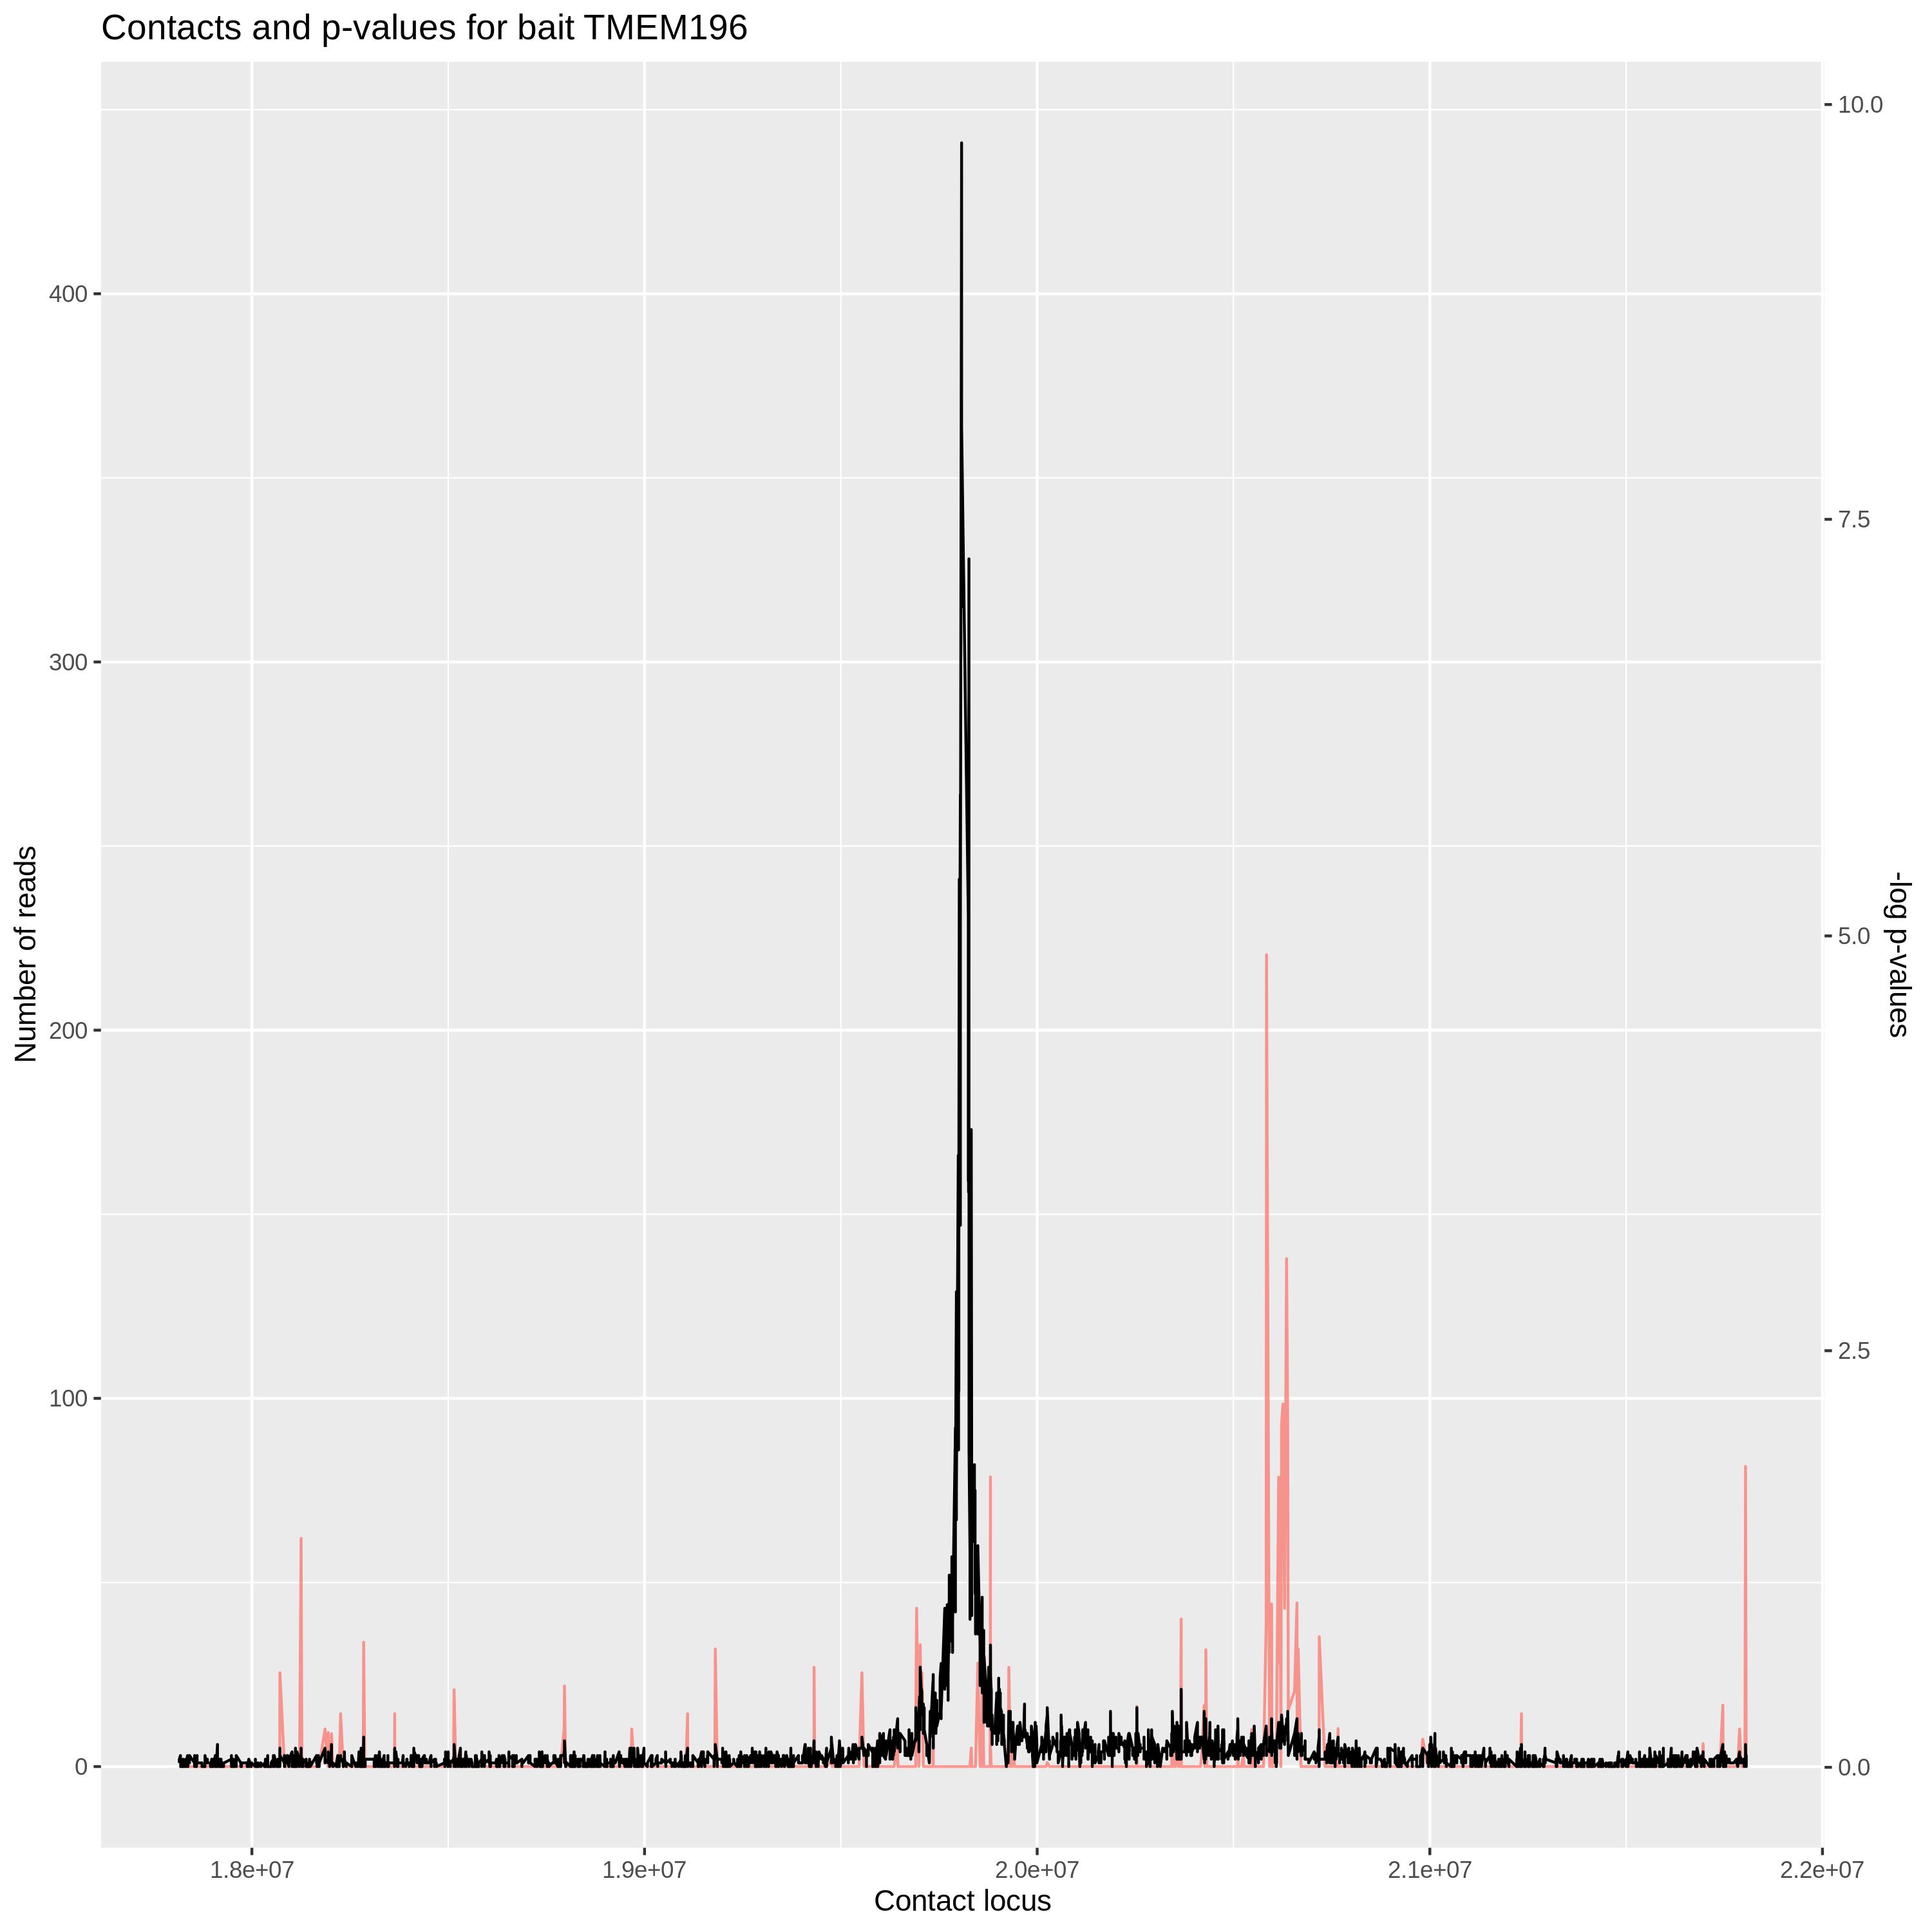 Contacts and p-values for bait TMEM196
Number of reads
400
300
200
100
0
10.0
7.5
5.0
2.5
0.0
-log p-values
1.8e+07
1.9e+07
2.0e+07
2.1e+07
2.2e+07
Contact locus